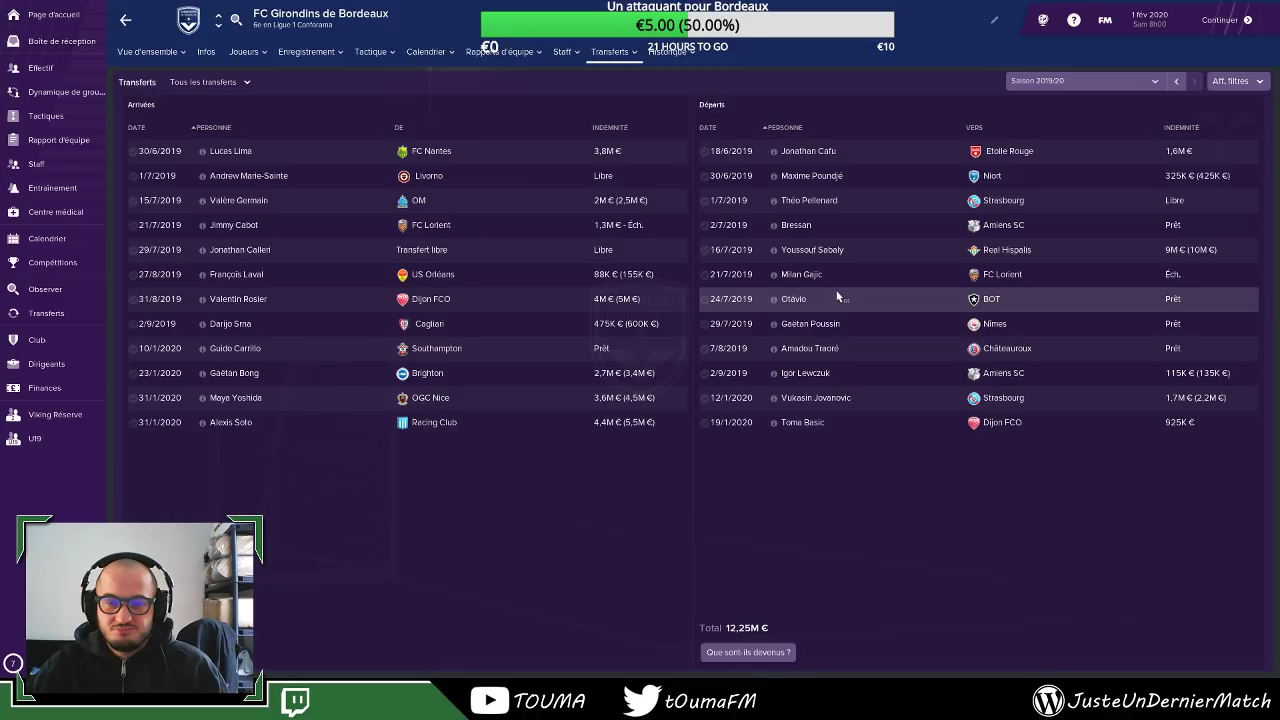 Un attaquant pour Bordeaux
€5.00 (50.00%)
€0 21 HOURS TO GO €10
FC Girondins de Bordeaux
6e en Ligue 1 Conforama
1 fév 2020
Sam 8h00
Continuer
FM
Vue d'ensemble Infos Joueurs Enregistrement Tactique Calendrier Rapports d'équipe Staff Transferts Historique
Page d'accueil
Boîte de réception
Effectif
Dynamique de grou...
Tactiques
Rapport d'équipe
Staff
Entraînement
Centre médical
Calendrier
Compétitions
Observer
Transferts
Club
Dirigeants
Finances
Viking Réserve
U19
Transferts Tous les transferts Saison 2019/20 Aff. filtres
Arrivées
DATE PERSONNE DE INDEMNITÉ
30/6/2019 Lucas Lima FC Nantes 3,8M €
1/7/2019 Andrew Marie-Sainte Livorno Libre
15/7/2019 Valère Germain OM 2M € (2,5M €)
21/7/2019 Jimmy Cabot FC Lorient 1,3M € - Éch.
29/7/2019 Jonathan Calleri Transfert libre Libre
27/8/2019 François Laval US Orléans 88K € (155K €)
31/8/2019 Valentin Rosier Dijon FCO 4M € (5M €)
2/9/2019 Darijo Srna Cagliari 475K € (600K €)
10/1/2020 Guido Carrillo Southampton Prêt
23/1/2020 Gaëtan Bong Brighton 2,7M € (3,4M €)
31/1/2020 Maya Yoshida OGC Nice 3,6M € (4,5M €)
31/1/2020 Alexis Soto Racing Club 4,4M € (5,5M €)
Départs
DATE PERSONNE VERS INDEMNITÉ
18/6/2019 Jonathan Cafu Etoile Rouge 1,6M €
30/6/2019 Maxime Poundjé Niort 325K € (425K €)
1/7/2019 Théo Pellenard Strasbourg Libre
2/7/2019 Bressan Amiens SC Prêt
16/7/2019 Youssouf Sabaly Real Hispalis 9M € (10M €)
21/7/2019 Milan Gajic FC Lorient Éch.
24/7/2019 Otávio BOT Prêt
29/7/2019 Gaëtan Poussin Nîmes Prêt
7/8/2019 Amadou Traoré Châteauroux Prêt
2/9/2019 Igor Lewczuk Amiens SC 115K € (135K €)
12/1/2020 Vukasin Jovanovic Strasbourg 1,7M € (2,2M €)
19/1/2020 Toma Basic Dijon FCO 925K €
Total 12,25M €
Que sont-ils devenus ?
7
TOUMA tOumaFM JusteUnDernierMatch